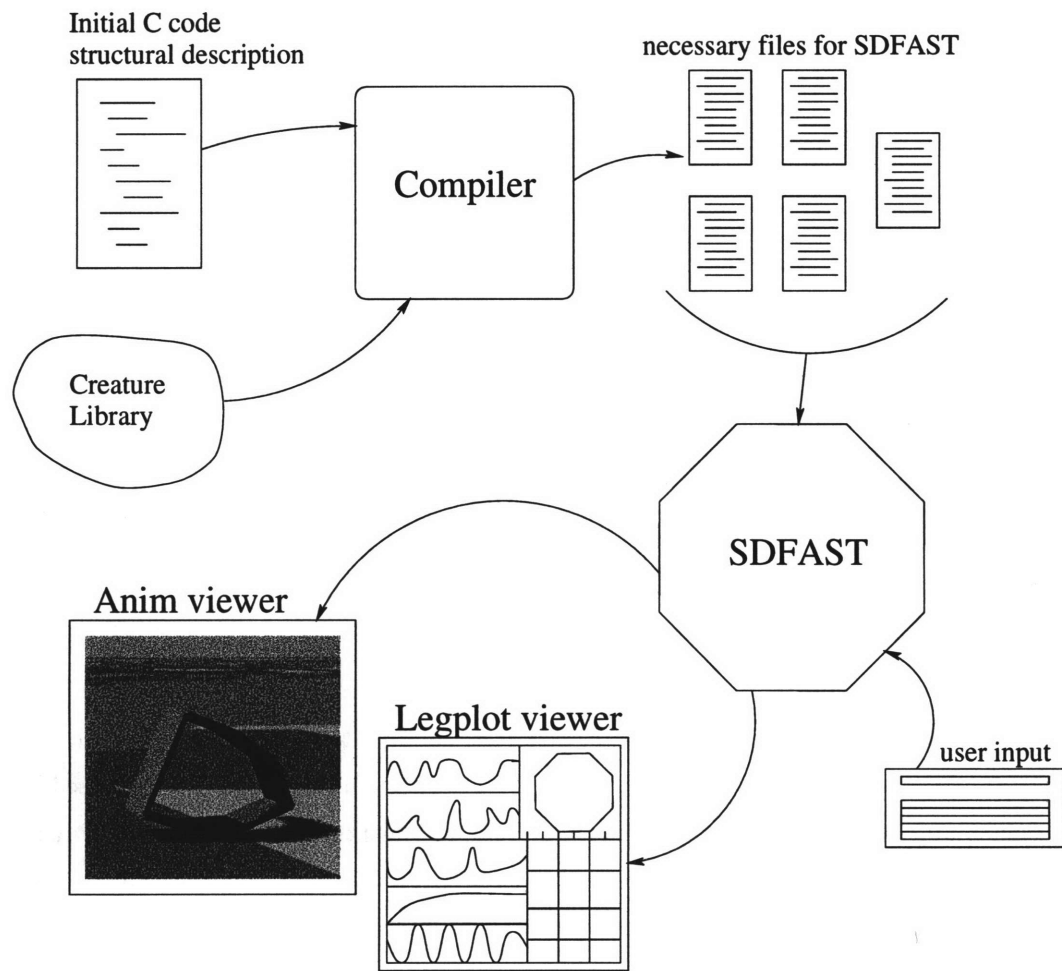 Initial C code
structural description
necessary files for SDFAST
Compiler
Creature
Library
SDFAST
Anim viewer
Legplot viewer
user input